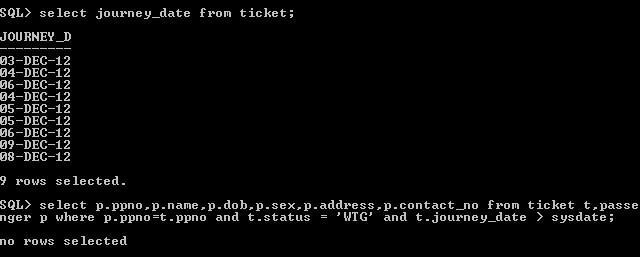 SQL> select journey_date from ticket;
JOURNEY_D
---------
03-DEC-12
04-DEC-12
06-DEC-12
04-DEC-12
05-DEC-12
05-DEC-12
06-DEC-12
09-DEC-12
08-DEC-12
9 rows selected.
SQL> select p.ppno,p.name,p.dob,p.sex,p.address,p.contact_no from ticket t,passe
nger p where p.ppno=t.ppno and t.status = 'WTG' and t.journey_date > sysdate;
no rows selected